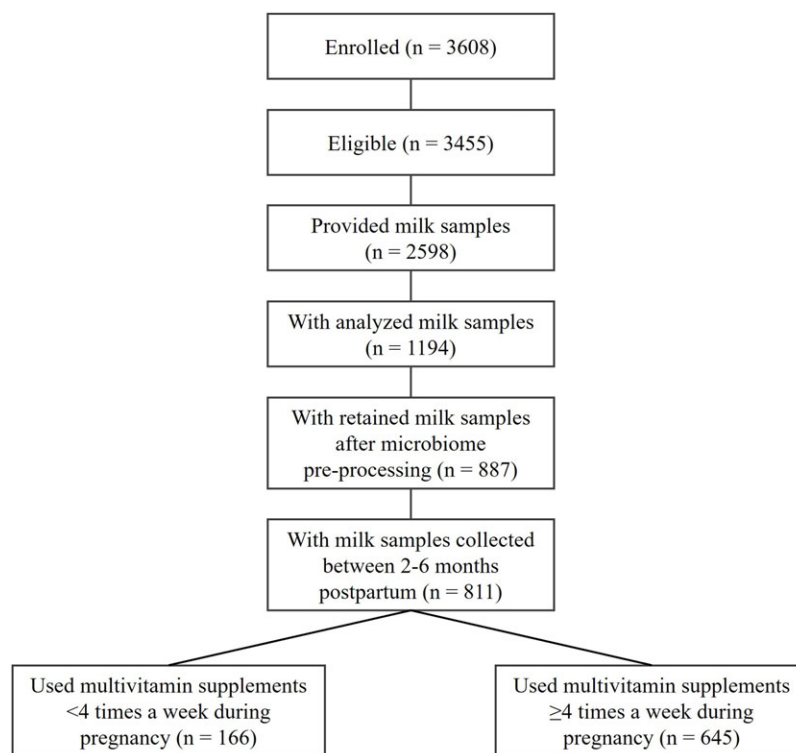 Enrolled (n = 3608)
Eligible (n = 3455)
Provided milk samples
(n = 2598)
With analyzed milk samples
(n = 1194)
With retained milk samples
after microbiome
pre-processing (n = 887)
With milk samples collected
between 2-6 months
postpartum (n = 811)
Used multivitamin supplements
<4 times a week during
pregnancy (n = 166)
Used multivitamin supplements
≥4 times a week during
pregnancy (n = 645)